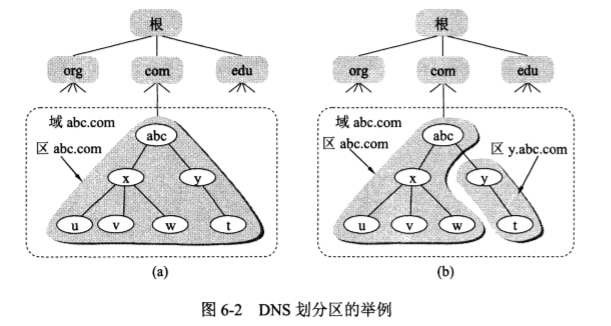 根
org
com
edu
域 abc.com
区 abc.com
abc
x
y
u
v
w
t
(a)
根
org
com
edu
域 abc.com
区 abc.com
abc
区 y.abc.com
x
y
u
v
w
t
(b)
图 6-2 DNS 划分区的举例